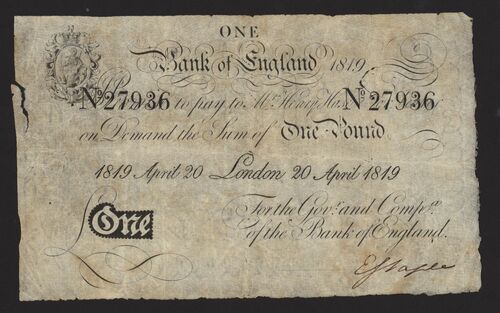 ONE
Bank of England 1819
Nº 27936 to pay to Mr. Henry Nº 27936
on Demand the Sum of One Pound
1819 April 20 London 20 April 1819
£ One
For the Govr. and Compa.
of the Bank of England.